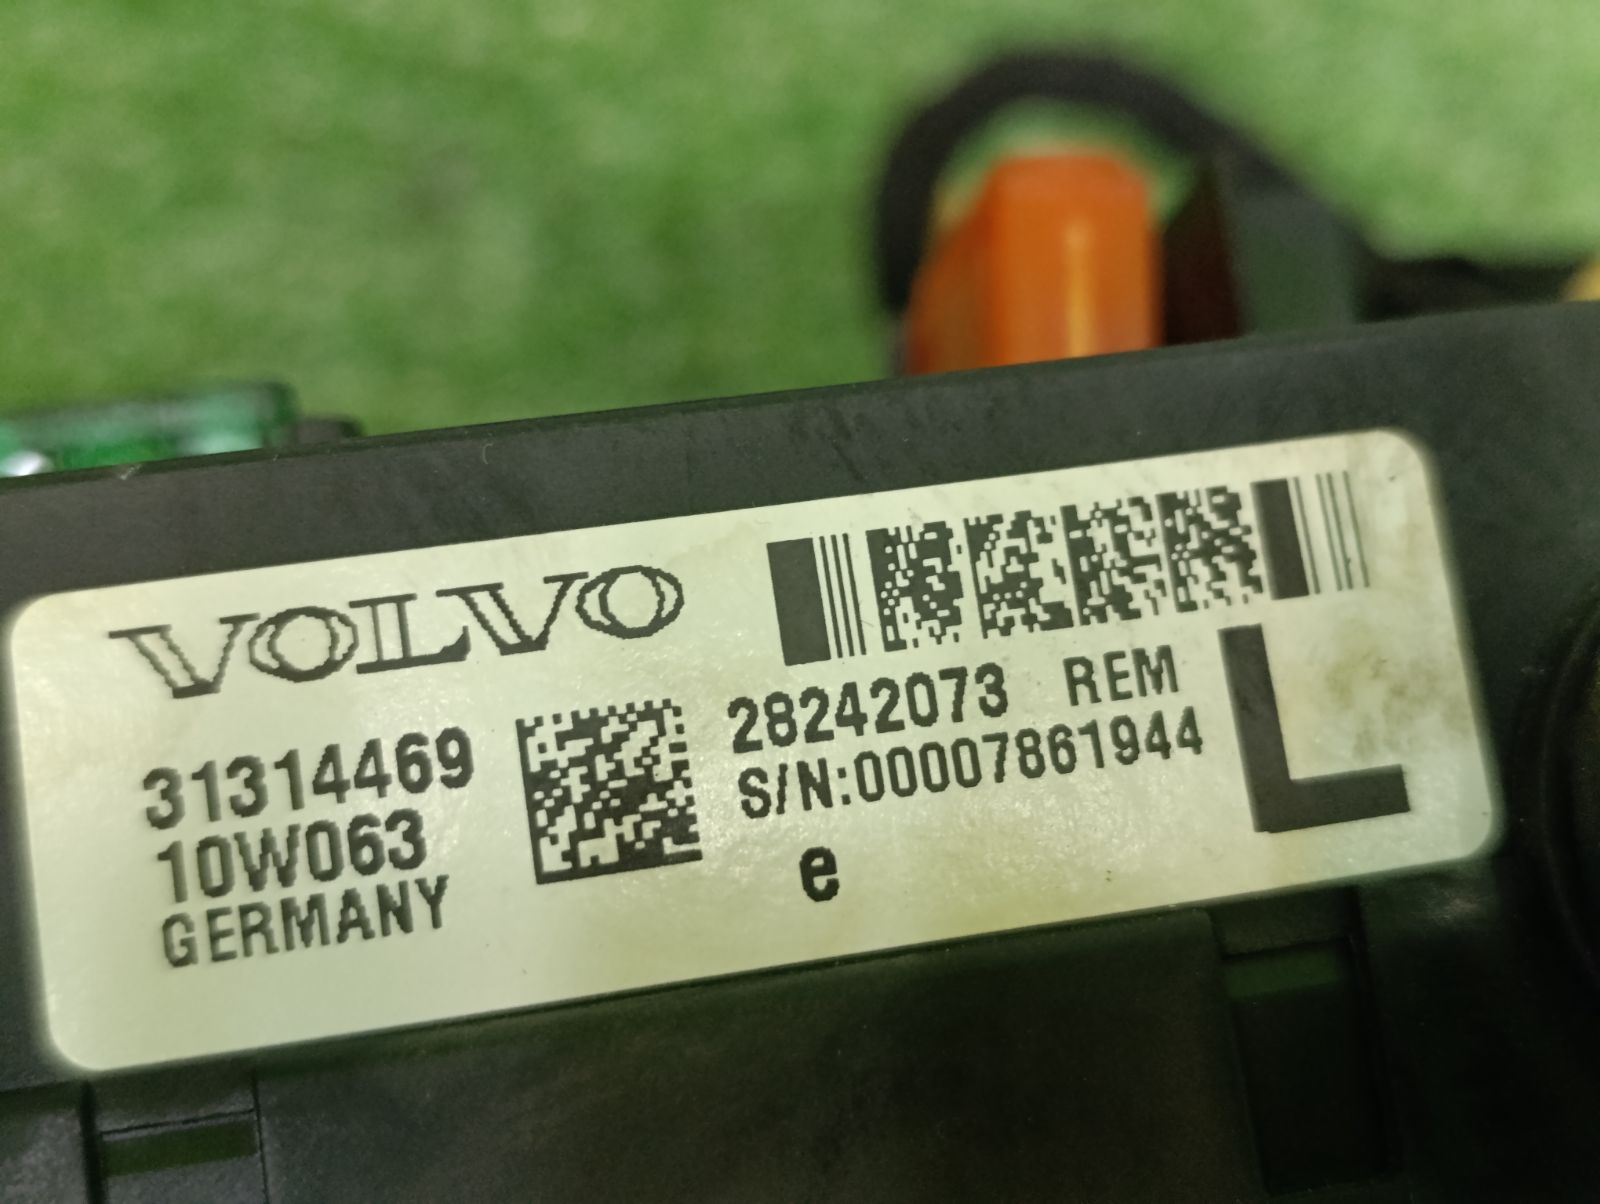 VOLVO
31314469
10W063
GERMANY
28242073 REM
S/N:00007861944
e
L